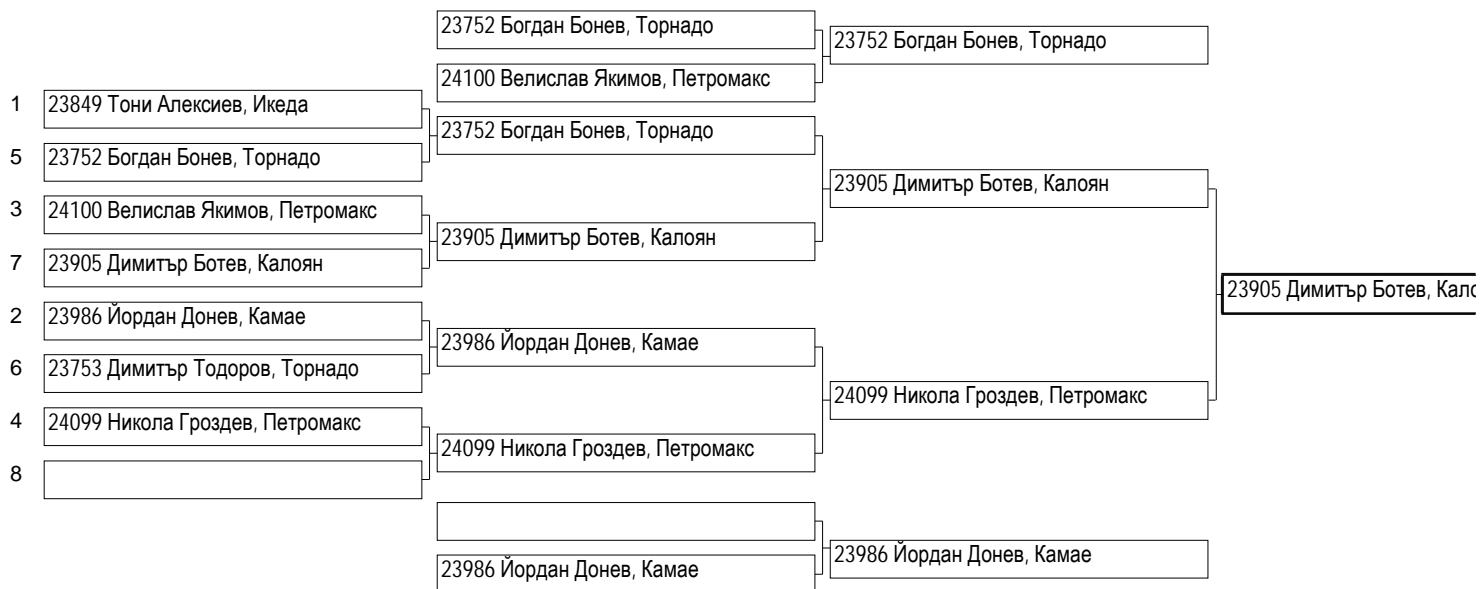 23752 Богдан Бонев, Торнадо
23752 Богдан Бонев, Торнадо
24100 Велислав Якимов, Петромакс
1 23849 Тони Алексиев, Икеда
23752 Богдан Бонев, Торнадо
5 23752 Богдан Бонев, Торнадо
23905 Димитър Ботев, Калоян
3 24100 Велислав Якимов, Петромакс
23905 Димитър Ботев, Калоян
7 23905 Димитър Ботев, Калоян
23905 Димитър Ботев, Кало
2 23986 Йордан Донев, Камае
23986 Йордан Донев, Камае
6 23753 Димитър Тодоров, Торнадо
24099 Никола Гроздев, Петромакс
4 24099 Никола Гроздев, Петромакс
24099 Никола Гроздев, Петромакс
8
23986 Йордан Донев, Камае
23986 Йордан Донев, Камае